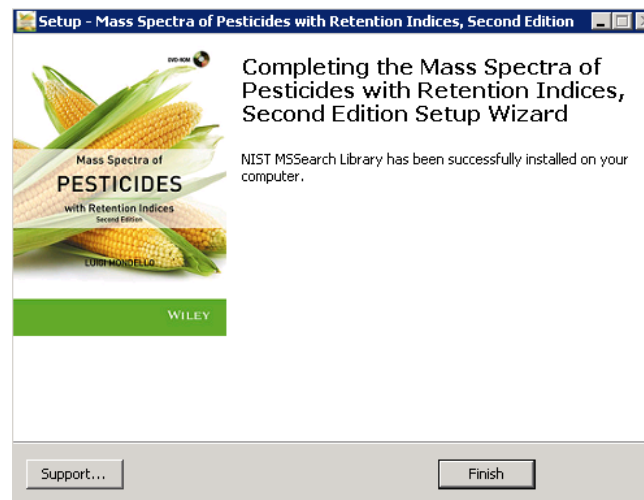 Setup - Mass Spectra of Pesticides with Retention Indices, Second Edition
DVD-ROM
Mass Spectra of
PESTICIDES
with Retention Indices
Second Edition
LUIGI MONDELLO
WILEY
Completing the Mass Spectra of
Pesticides with Retention Indices,
Second Edition Setup Wizard
NIST MSSearch Library has been successfully installed on your
computer.
Support...
Finish